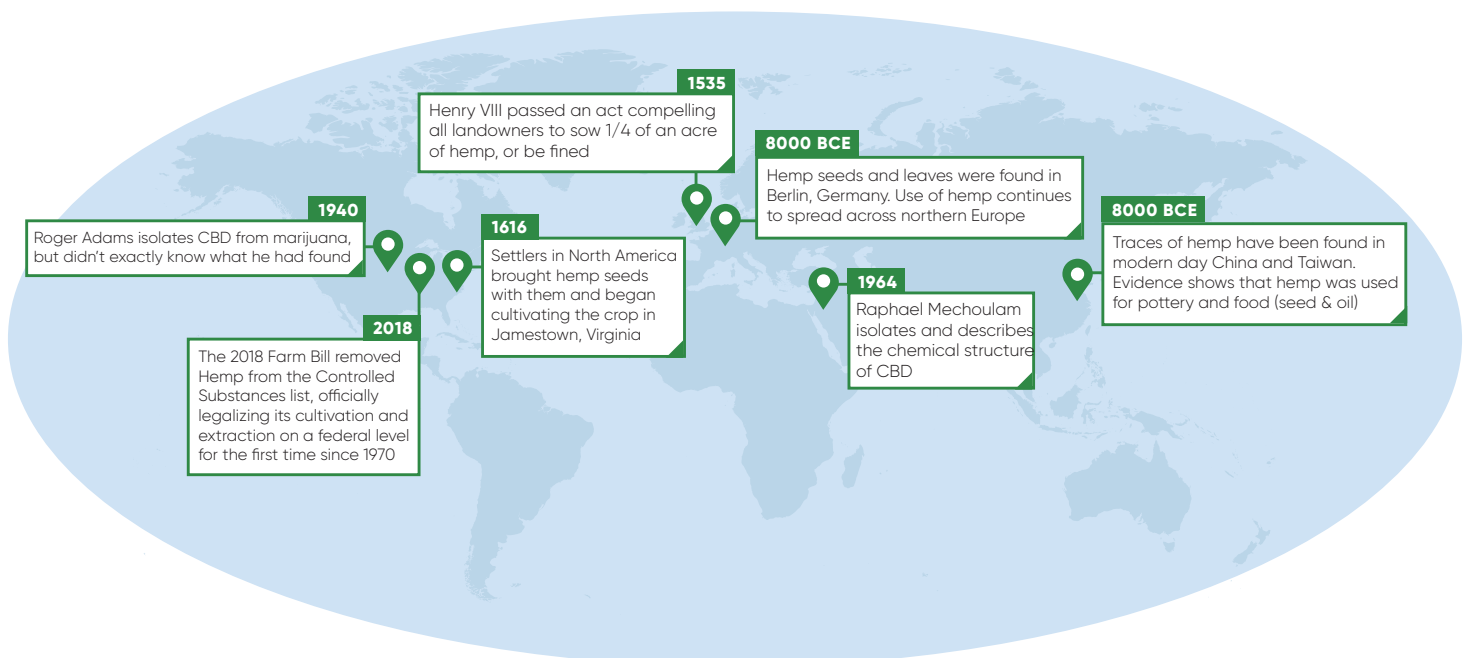 1535
Henry VIII passed an act compelling
all landowners to sow 1/4 of an acre
of hemp, or be fined
8000 BCE
Hemp seeds and leaves were found in
Berlin, Germany. Use of hemp continues
to spread across northern Europe
1940
Roger Adams isolates CBD from marijuana,
but didn't exactly know what he had found
1616
Settlers in North America
brought hemp seeds
with them and began
cultivating the crop in
Jamestown, Virginia
8000 BCE
Traces of hemp have been found in
modern day China and Taiwan.
Evidence shows that hemp was used
for pottery and food (seed & oil)
1964
Raphael Mechoulam
isolates and describes
the chemical structure
of CBD
2018
The 2018 Farm Bill removed
Hemp from the Controlled
Substances list, officially
legalizing its cultivation and
extraction on a federal level
for the first time since 1970